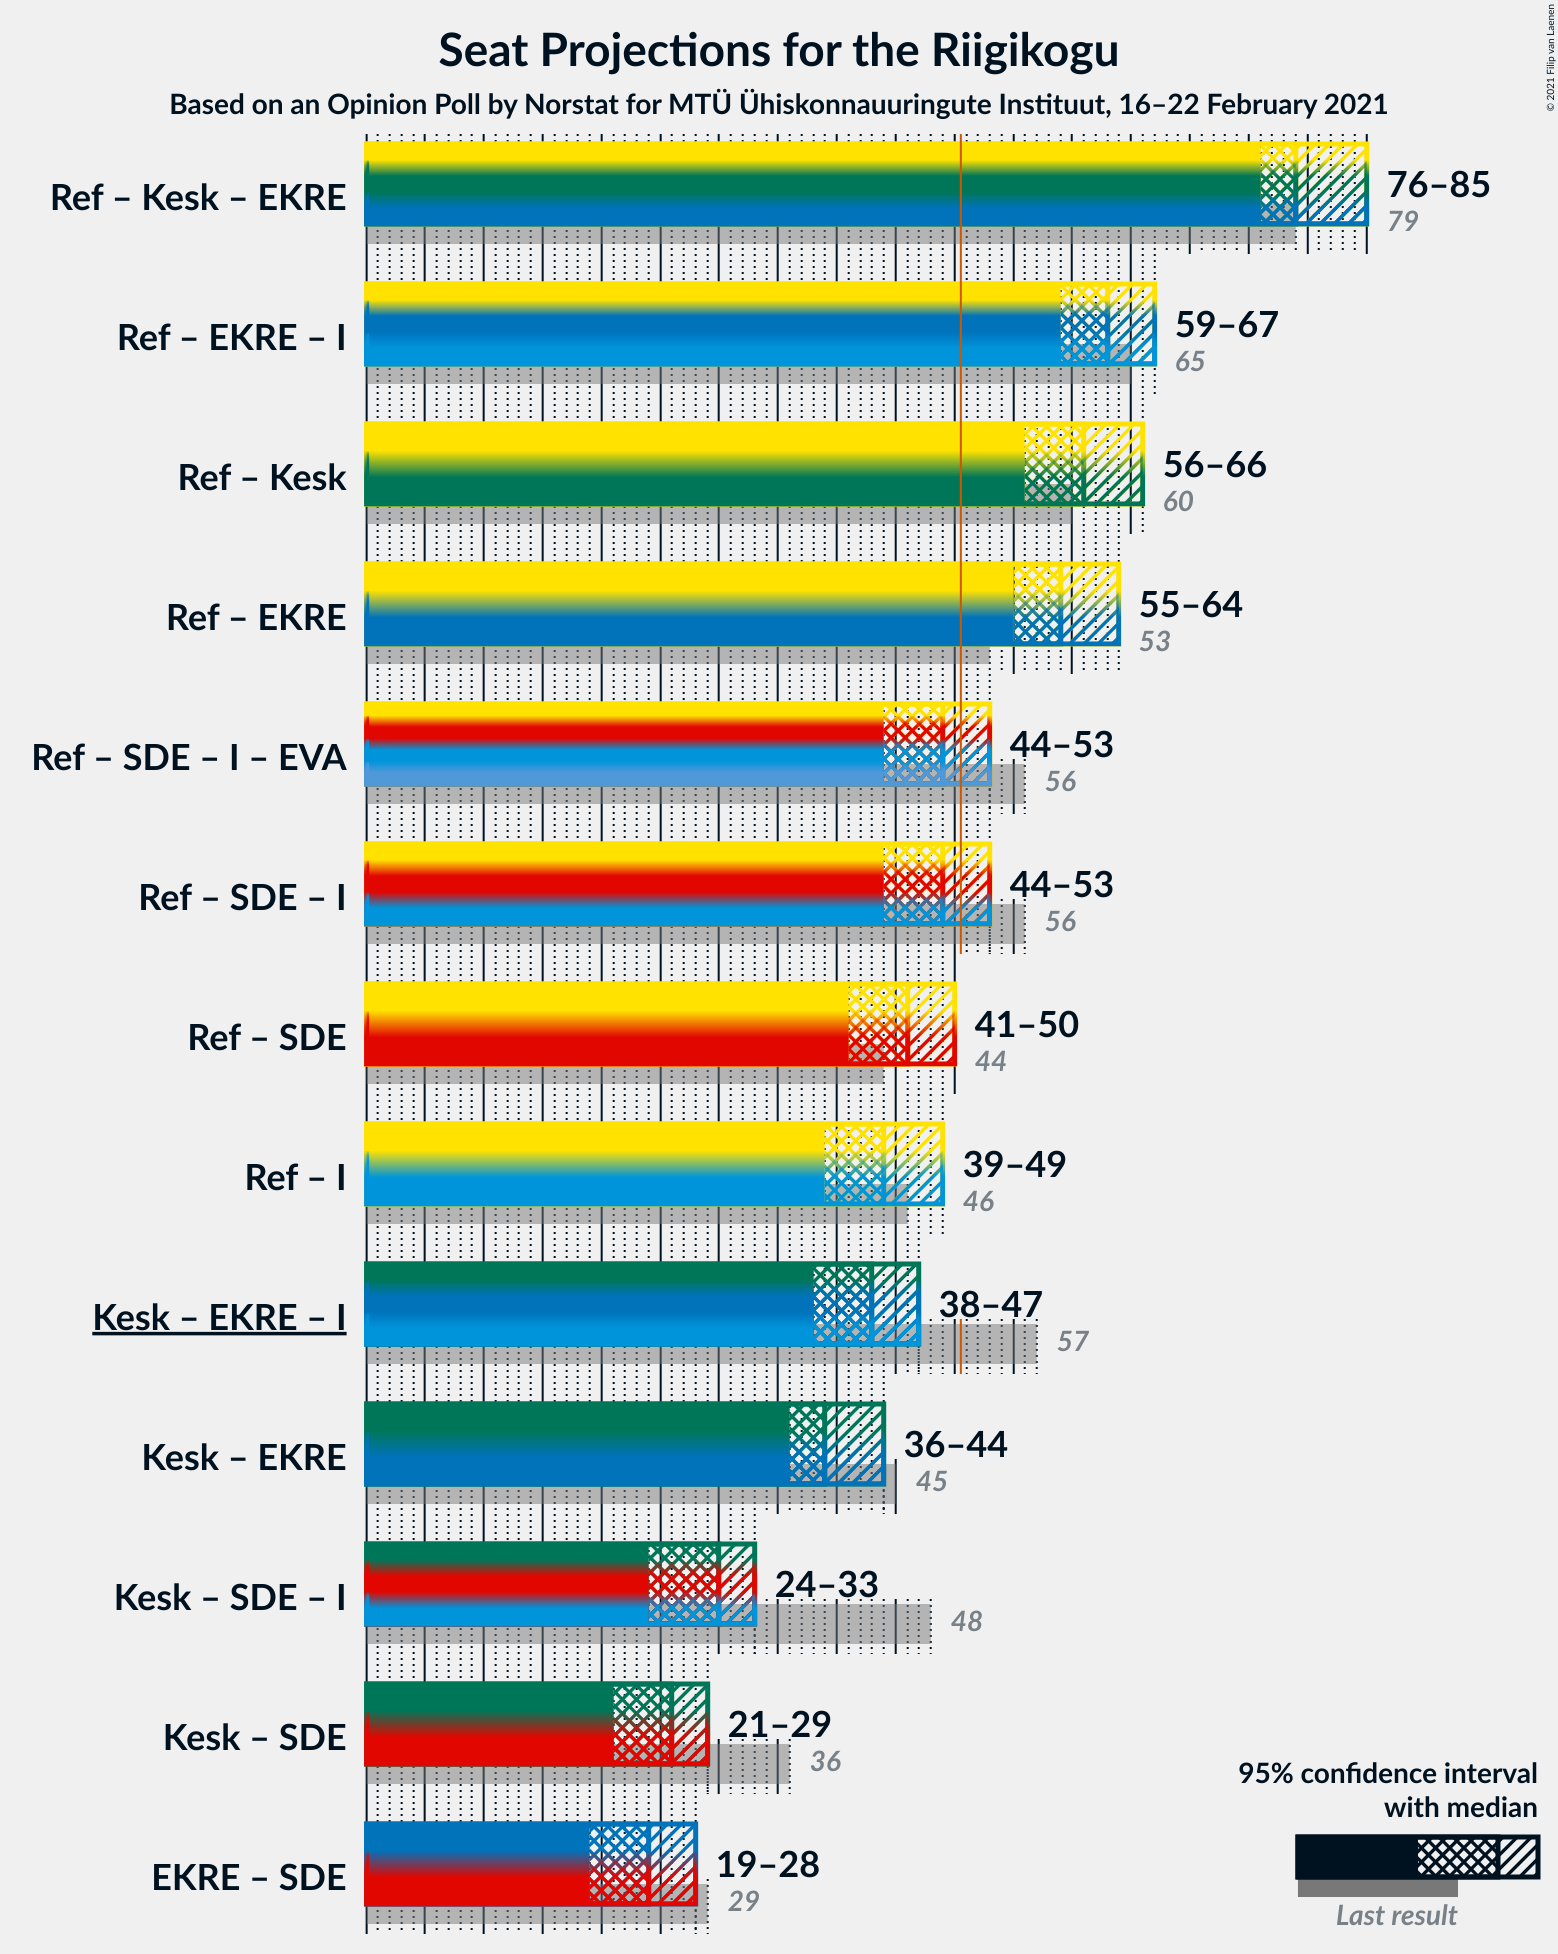 Seat Projections for the Riigikogu
Based on an Opinion Poll by Norstat for MTÜ Ühiskonnauuringute Instituut, 16–22 February 2021
© 2021 Filip van Laenen
Ref – Kesk – EKRE
76–85
79
Ref – EKRE – I
59–67
65
Ref – Kesk
56–66
60
Ref – EKRE
55–64
53
Ref – SDE – I – EVA
44–53
56
Ref – SDE – I
44–53
56
Ref – SDE
41–50
44
Ref – I
39–49
46
Kesk – EKRE – I
38–47
57
Kesk – EKRE
36–44
45
Kesk – SDE – I
24–33
48
Kesk – SDE
21–29
36
EKRE – SDE
19–28
29
95% confidence interval
with median
Last result